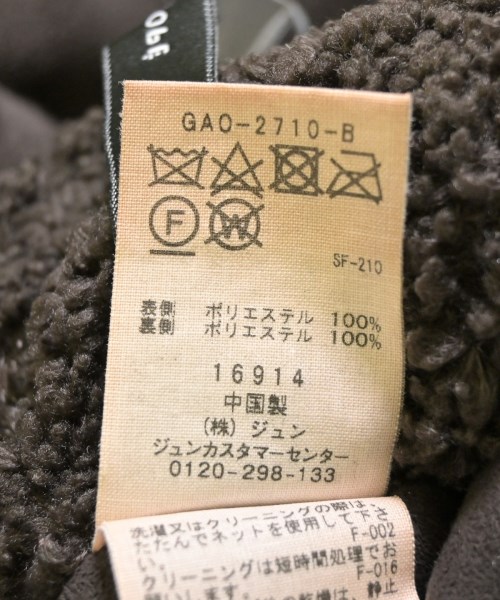 GAO-2710-B
F
W
SF-210
表側 ポリエステル 100%
裏側 ポリエステル 100%
16914
中国製
(株) ジュン
ジュンカスタマーセンター
0120-298-133
洗濯又はクリーニングの際は、
たたんでネットを使用して下さ
い。 F-002
クリーニングは短時間処理でお
F-016
静止